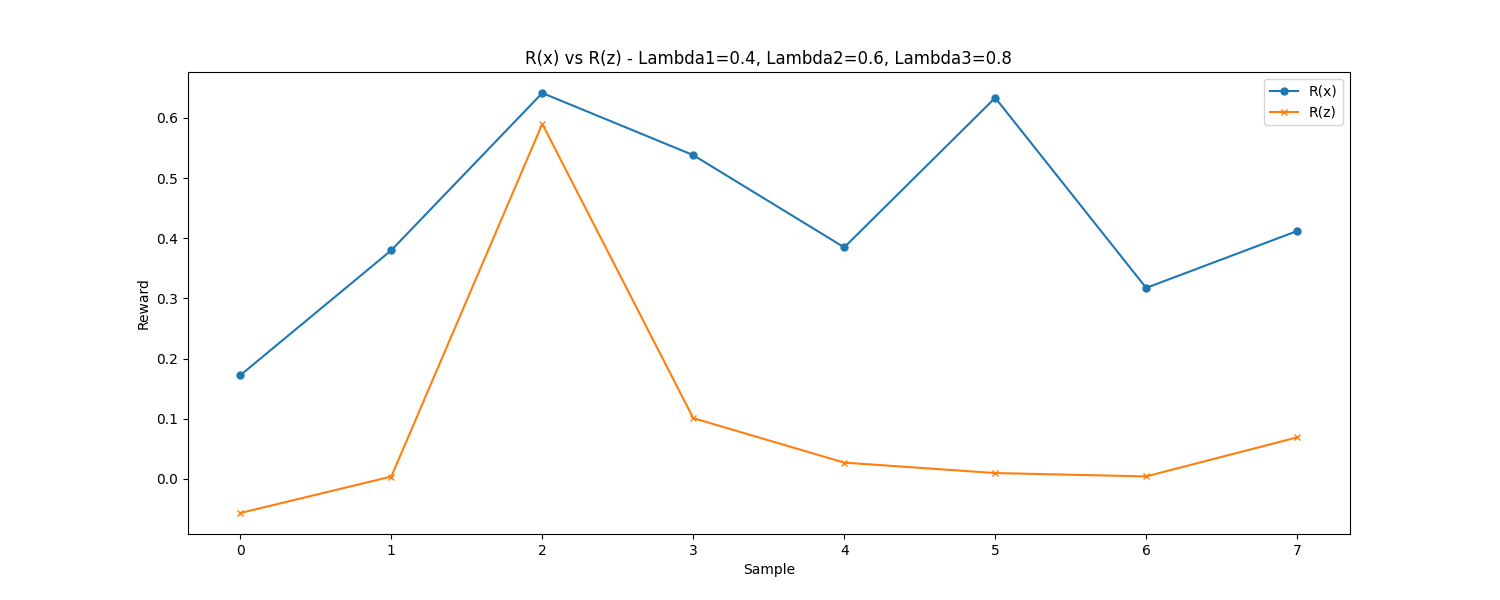 R(x) vs R(z) - Lambda1=0.4, Lambda2=0.6, Lambda3=0.8
R(x)
R(z)
0.6
0.5
0.4
0.3
0.2
0.1
0.0
Reward
0 1 2 3 4 5 6 7
Sample